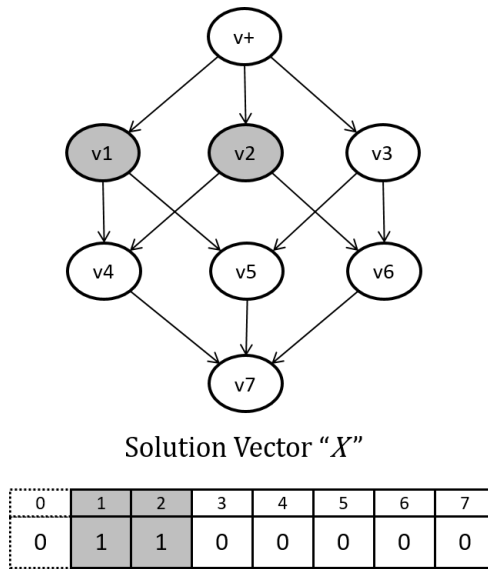 v+
v1 v2 v3
v4 v5 v6
v7
Solution Vector “X”
0 1 2 3 4 5 6 7
0 1 1 0 0 0 0 0